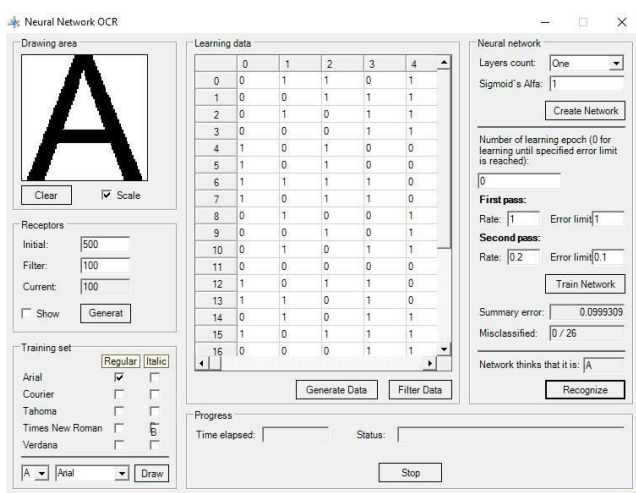 Neural Network OCR
Drawing area
A
Clear Scale
Receptors
Initial: 500
Filter: 100
Current: 100
Show Generat
Training set
Regular Italic
Arial
Courier
Tahoma
Times New Roman
Verdana
A Arial Draw
Learning data
0 1 2 3 4
0 0 1 1 0 1
1 0 0 1 1 1
2 0 1 0 1 1
3 0 0 0 1 1
4 1 0 1 0 0
5 1 0 1 0 0
6 1 1 1 1 0
7 1 0 1 1 0
8 0 1 0 0 1
9 0 0 1 0 1
10 0 1 0 1 1
11 0 0 0 0 0
12 1 0 1 1 0
13 1 1 0 1 0
14 0 1 0 0 1
15 1 0 1 1 1
16 0 0 0 1 1
Generate Data Filter Data
Progress
Time elapsed: Status:
Stop
Neural network
Layers count: One
Sigmoid`s Alfa: 1
Create Network
Number of learning epoch (0 for
learning until specified error limit
is reached):
0
First pass:
Rate: 1 Error limit 1
Second pass:
Rate: 0.2 Error limit 0.1
Train Network
Summary error: 0.0999309
Misclassified: 0 / 26
Network thinks that it is: A
Recognize